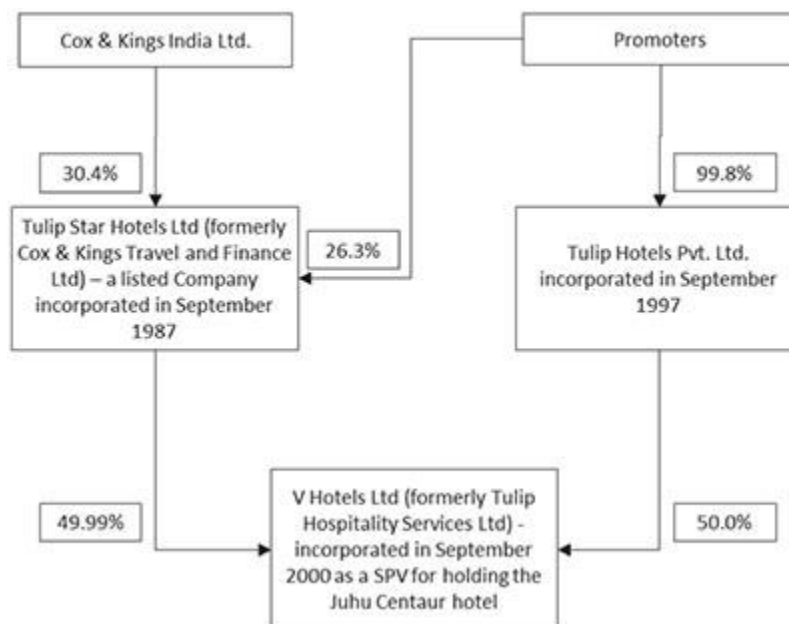 Cox & Kings India Ltd.
Promoters
30.4%
99.8%
Tulip Star Hotels Ltd (formerly
Cox & Kings Travel and Finance
Ltd) – a listed Company
incorporated in September
1987
26.3%
Tulip Hotels Pvt. Ltd.
incorporated in September
1997
49.99%
V Hotels Ltd (formerly Tulip
Hospitality Services Ltd) -
incorporated in September
2000 as a SPV for holding the
Juhu Centaur hotel
50.0%